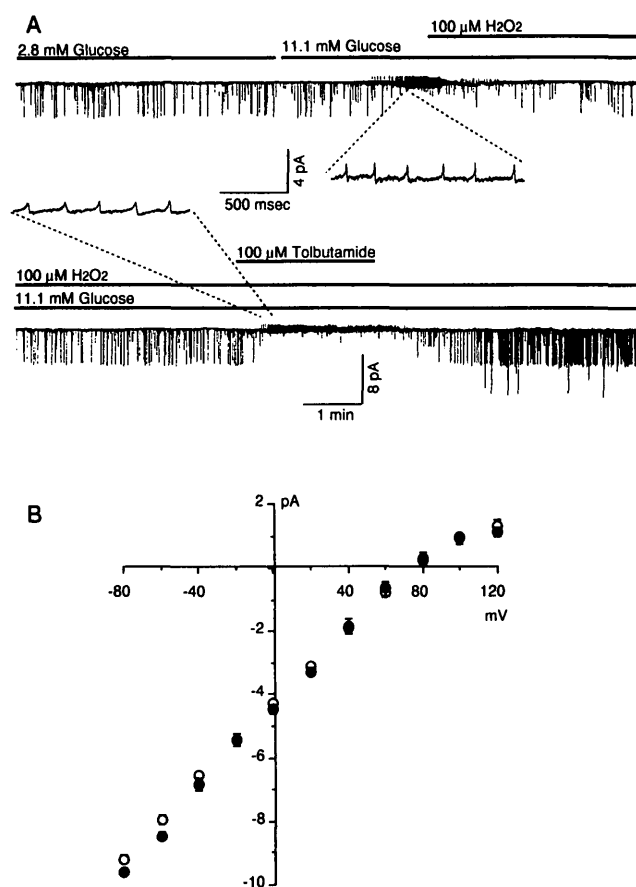 A
100 µM H2O2
2.8 mM Glucose
11.1 mM Glucose
4 pA
500 msec
100 µM Tolbutamide
100 µM H2O2
11.1 mM Glucose
8 pA
1 min
B
2
pA
-80
-40
40
80
120
mV
-2
-4
-6
-8
-10